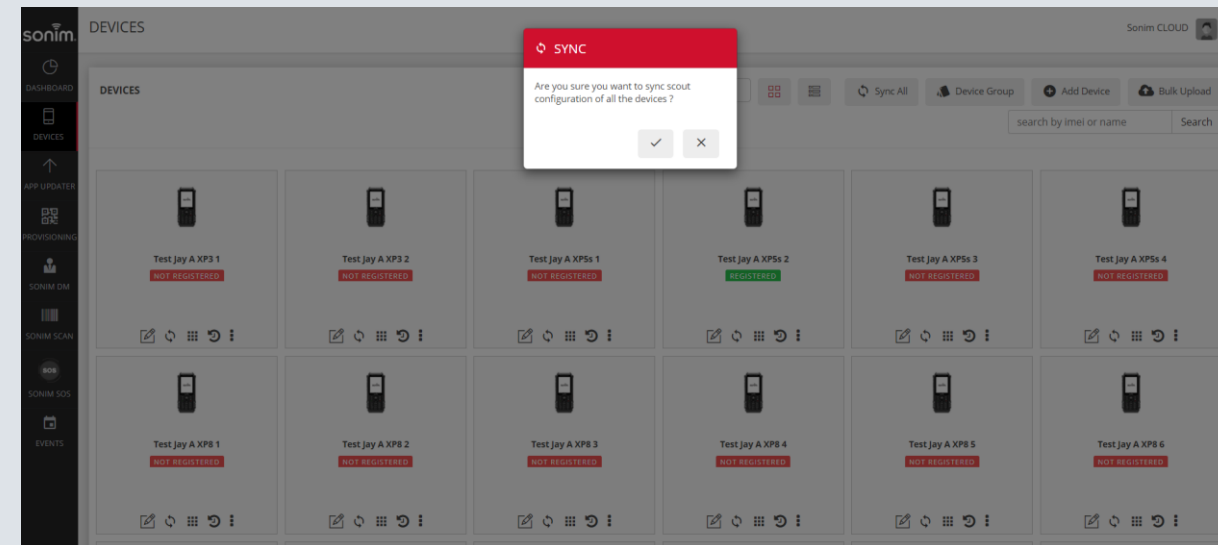 sonim
DEVICES
Sonim CLOUD
DASHBOARD
DEVICES
APP UPDATER
PROVISIONING
SONIM DM
SONIM SCAN
SOS
SONIM SOS
EVENTS
SYNC
Are you sure you want to sync scout
configuration of all the devices ?
DEVICES
Sync All
Device Group
Add Device
Bulk Upload
search by imei or name
Search
Test Jay A XP3 1
NOT REGISTERED
Test Jay A XP3 2
NOT REGISTERED
Test Jay A XP5s 1
NOT REGISTERED
Test Jay A XP5s 2
REGISTERED
Test Jay A XP5s 3
NOT REGISTERED
Test Jay A XP5s 4
NOT REGISTERED
Test Jay A XP8 1
NOT REGISTERED
Test Jay A XP8 2
NOT REGISTERED
Test Jay A XP8 3
NOT REGISTERED
Test Jay A XP8 4
NOT REGISTERED
Test Jay A XP8 5
NOT REGISTERED
Test Jay A XP8 6
NOT REGISTERED